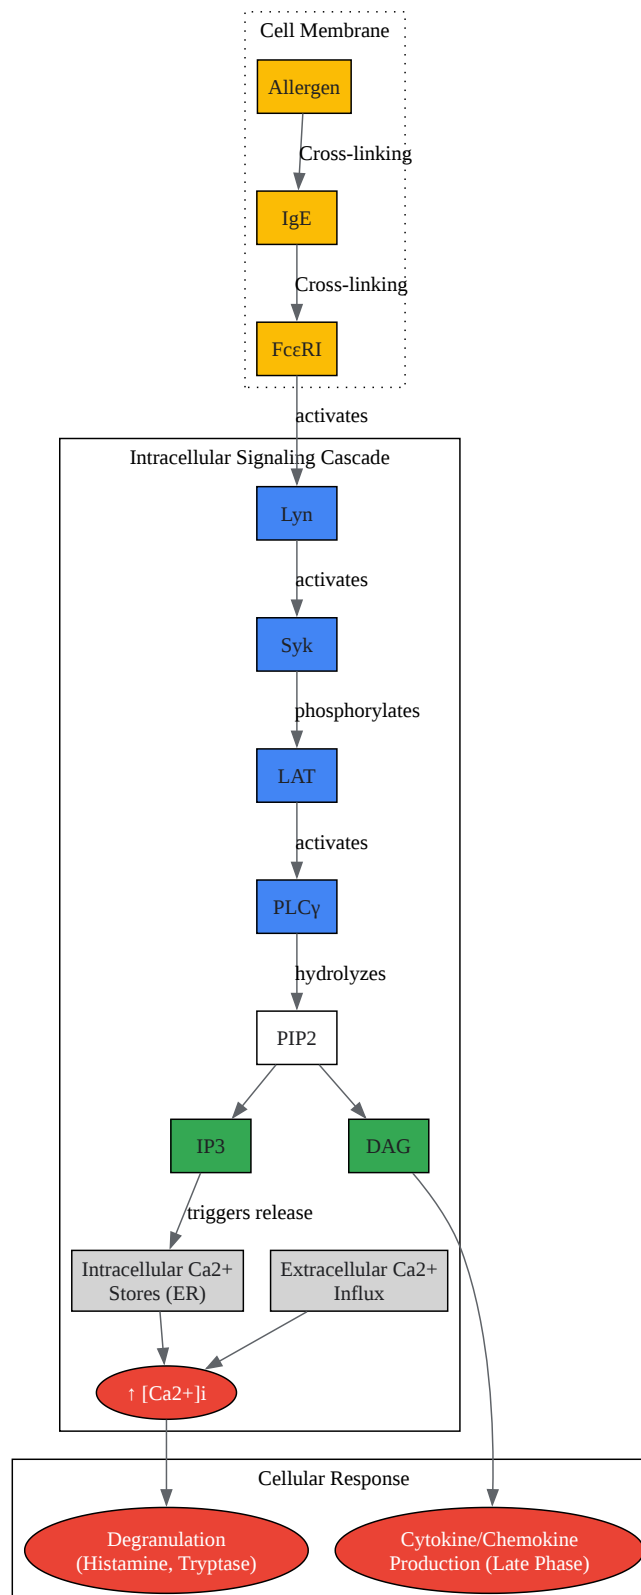 Cell Membrane
Allergen
Cross-linking
IgE
Cross-linking
FcεRI
activates
Intracellular Signaling Cascade
Lyn
activates
Syk
phosphorylates
LAT
activates
PLCγ
hydrolyzes
PIP2
IP3
DAG
triggers release
Intracellular Ca2+
Stores (ER)
Extracellular Ca2+
Influx
↑ [Ca2+]i
Cellular Response
Degranulation
(Histamine, Tryptase)
Cytokine/Chemokine
Production (Late Phase)